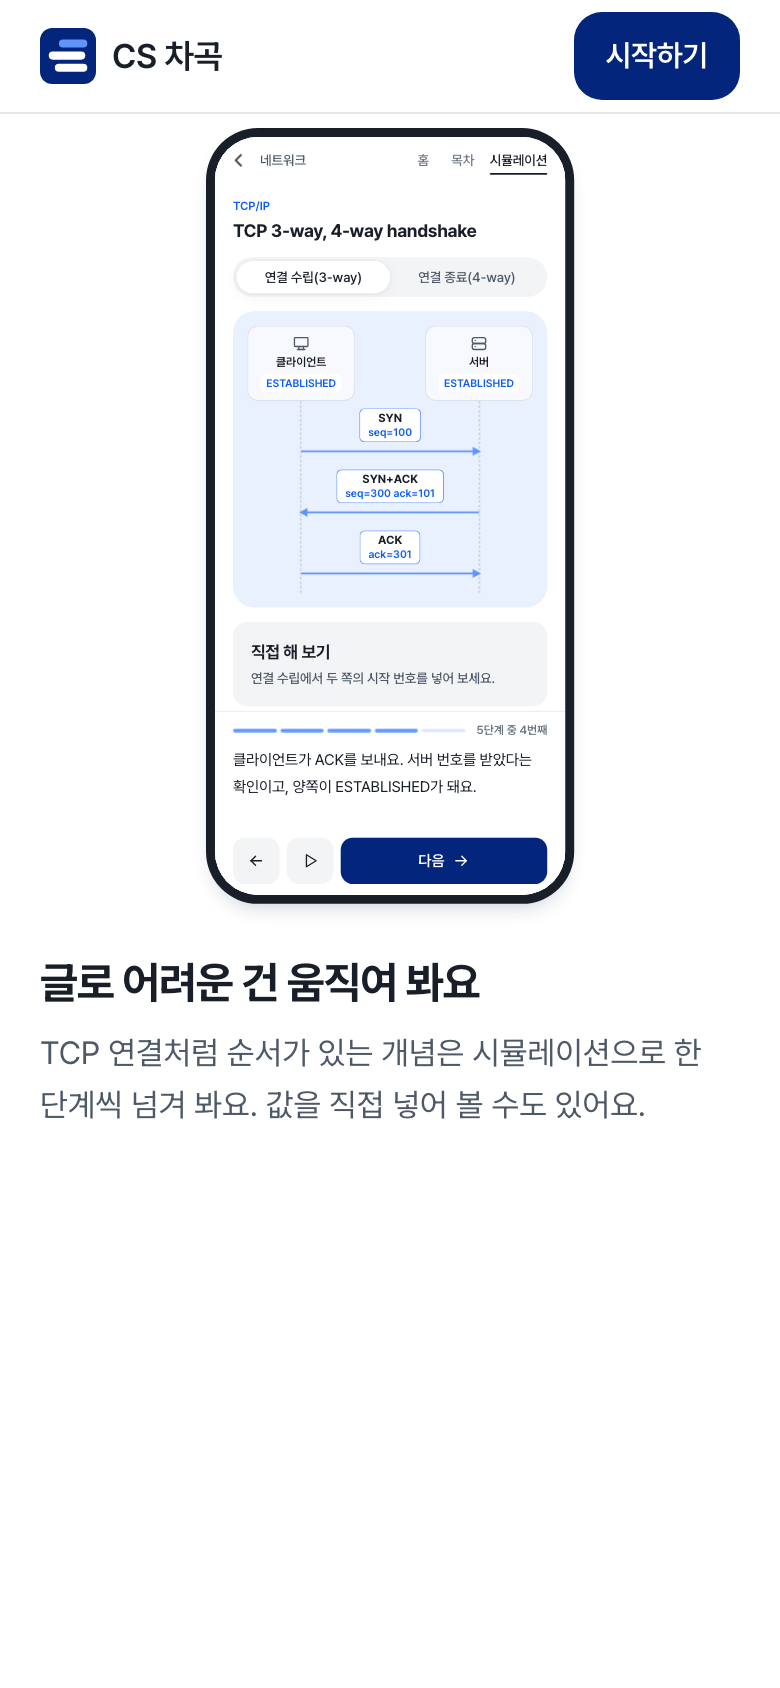 CS 차곡
시작하기
네트워크
홈
목차
시뮬레이션
TCP/IP
TCP 3-way, 4-way handshake
연결 수립(3-way)
연결 종료(4-way)
클라이언트
ESTABLISHED
서버
ESTABLISHED
SYN
seq=100
SYN+ACK
seq=300 ack=101
ACK
ack=301
직접 해 보기
연결 수립에서 두 쪽의 시작 번호를 넣어 보세요.
5단계 중 4번째
클라이언트가 ACK를 보내요. 서버 번호를 받았다는
확인이고, 양쪽이 ESTABLISHED가 돼요.
다음
글로 어려운 건 움직여 봐요
TCP 연결처럼 순서가 있는 개념은 시뮬레이션으로 한
단계씩 넘겨 봐요. 값을 직접 넣어 볼 수도 있어요.